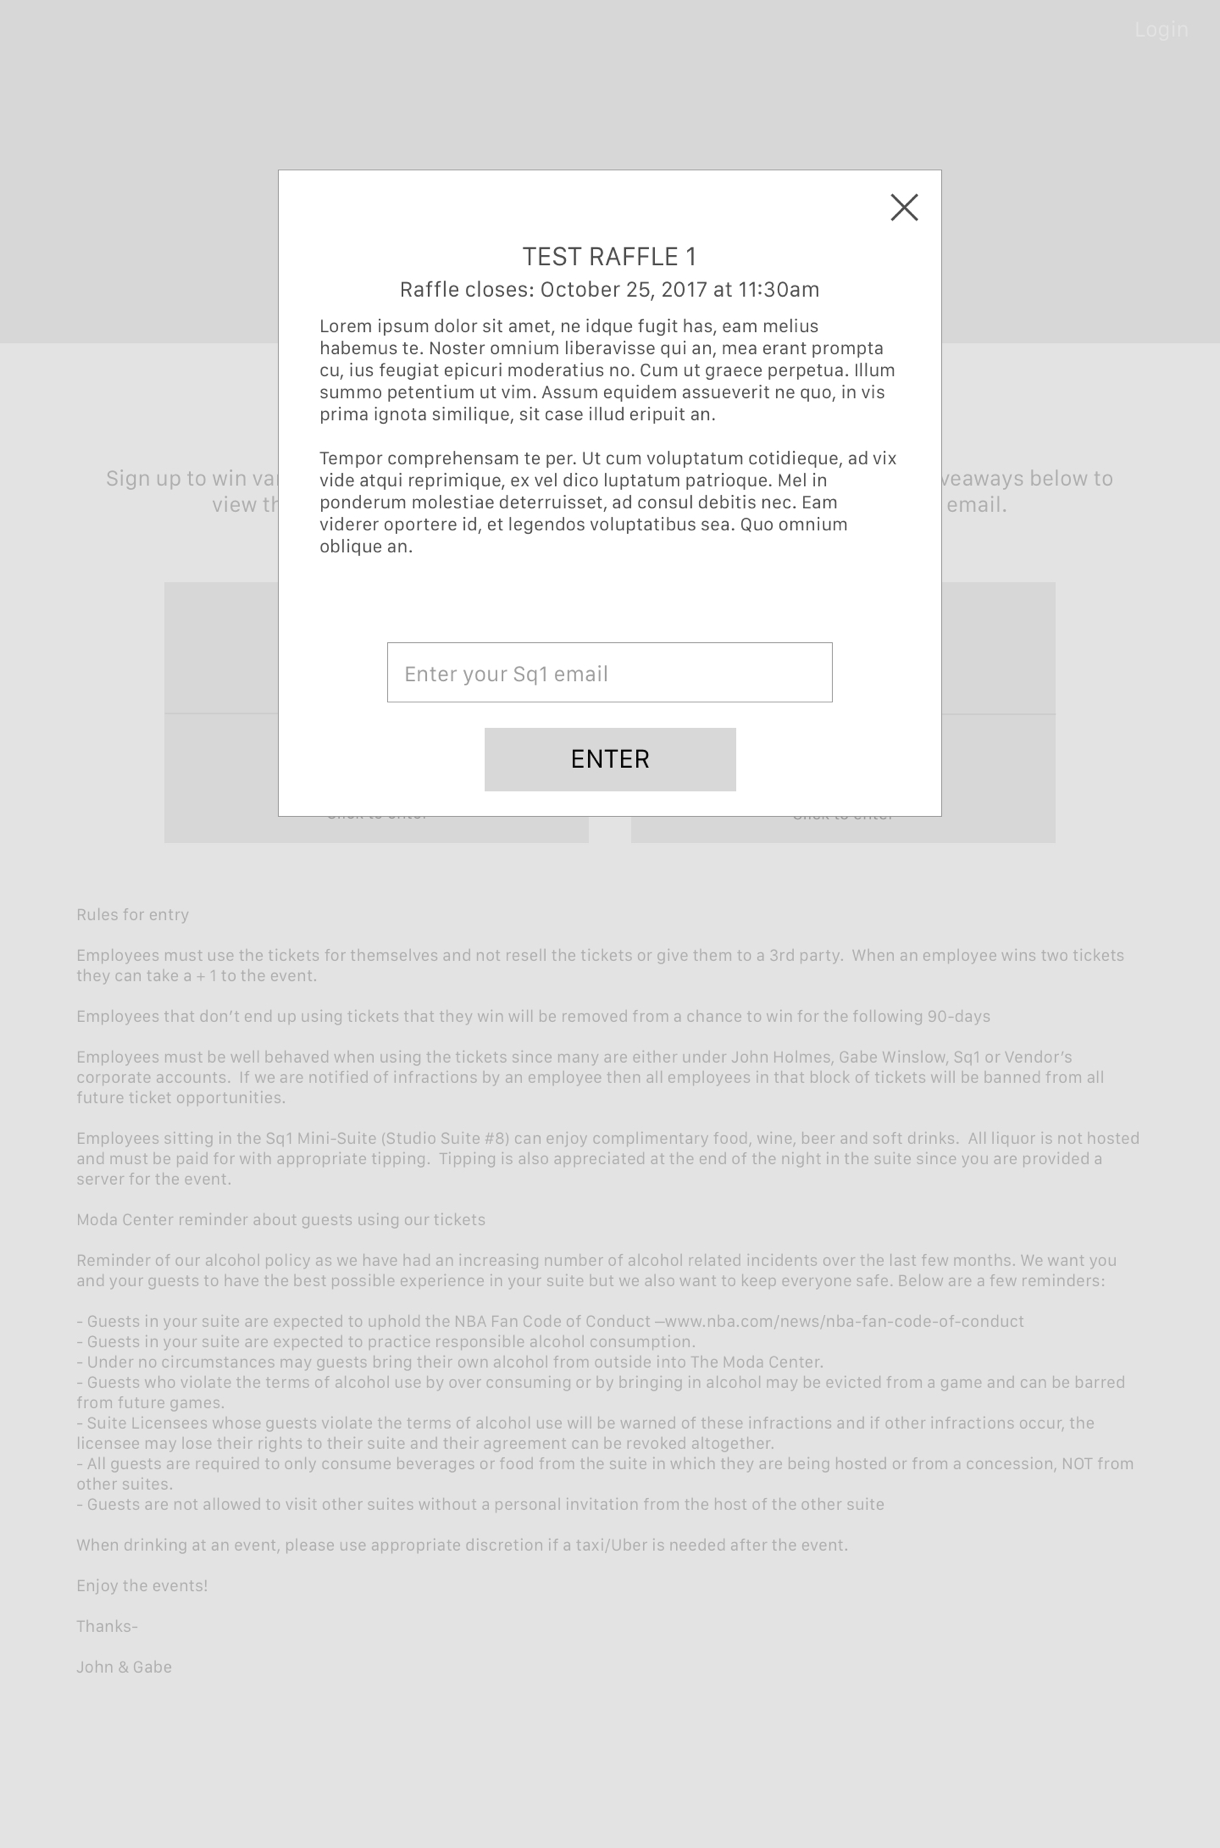 Login
TEST RAFFLE 1
Raffle closes: October 25, 2017 at 11:30am
Lorem ipsum dolor sit amet, ne idque fugit has, eam melius
habemus te. Noster omnium liberavisse qui an, mea erant prompta
cu, ius feugiat epicuri moderatius no. Cum ut graece perpetua. Illum
summo petentium ut vim. Assum equidem assueverit ne quo, in vis
prima ignota similique, sit case illud eripuit an.
Tempor comprehensam te per. Ut cum voluptatum cotidieque, ad vix
vide atqui reprimique, ex vel dico luptatum patrioque. Mel in
ponderum molestiae deterruisset, ad consul debitis nec. Eam
viderer oportere id, et legendos voluptatibus sea. Quo omnium
oblique an.
Enter your Sq1 email
ENTER
Sign up to win below to
view email.
Click to enter
Click to enter
Rules for entry
Employees must use the tickets for themselves and not resell the tickets or give them to a 3rd party.  When an employee wins two tickets
they can take a + 1 to the event.
Employees that don’t end up using tickets that they win will be removed from a chance to win for the following 90-days
Employees must be well behaved when using the tickets since many are either under John Holmes, Gabe Winslow, Sq1 or Vendor’s
corporate accounts.  If we are notified of infractions by an employee then all employees in that block of tickets will be banned from all
future ticket opportunities.
Employees sitting in the Sq1 Mini-Suite (Studio Suite #8) can enjoy complimentary food, wine, beer and soft drinks.  All liquor is not hosted
and must be paid for with appropriate tipping.  Tipping is also appreciated at the end of the night in the suite since you are provided a
server for the event.
Moda Center reminder about guests using our tickets
Reminder of our alcohol policy as we have had an increasing number of alcohol related incidents over the last few months. We want you
and your guests to have the best possible experience in your suite but we also want to keep everyone safe. Below are a few reminders:
- Guests in your suite are expected to uphold the NBA Fan Code of Conduct –www.nba.com/news/nba-fan-code-of-conduct
- Guests in your suite are expected to practice responsible alcohol consumption.
- Under no circumstances may guests bring their own alcohol from outside into The Moda Center.
- Guests who violate the terms of alcohol use by over consuming or by bringing in alcohol may be evicted from a game and can be barred
from future games.
- Suite Licensees whose guests violate the terms of alcohol use will be warned of these infractions and if other infractions occur, the
licensee may lose their rights to their suite and their agreement can be revoked altogether.
- All guests are required to only consume beverages or food from the suite in which they are being hosted or from a concession, NOT from
other suites.
- Guests are not allowed to visit other suites without a personal invitation from the host of the other suite
When drinking at an event, please use appropriate discretion if a taxi/Uber is needed after the event.
Enjoy the events!
Thanks-
John & Gabe